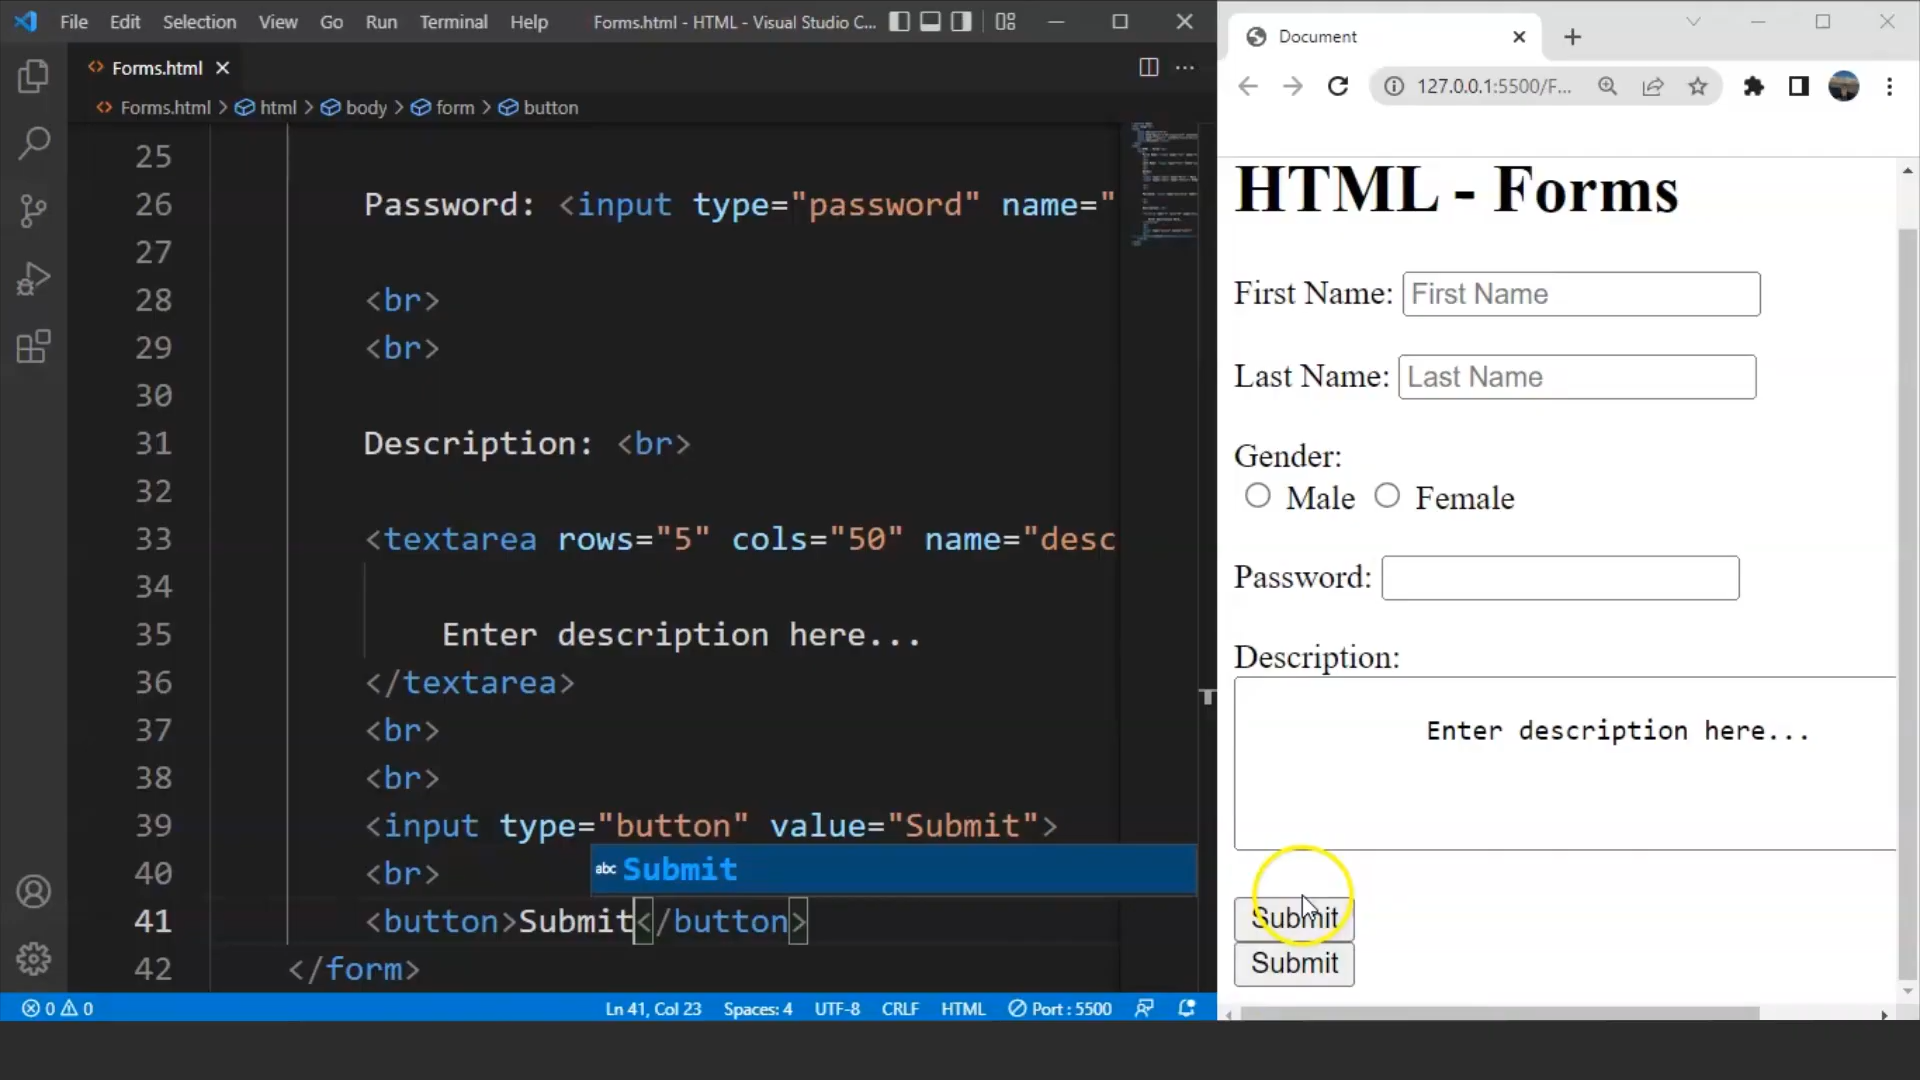 File Edit Selection View Go Run Terminal Help Forms.html - HTML - Visual Studio C...
Forms.html
Forms.html > html > body > form > button
25
26 Password: <input type="password" name="
27
28 <br>
29 <br>
30
31 Description: <br>
32
33 <textarea rows="5" cols="50" name="desc
34
35 Enter description here...
36 </textarea>
37 <br>
38 <br>
39 <input type="button" value="Submit">
40 <br>
abc Submit
41 <button>Submit</button>
42 </form>
0 0 Ln 41, Col 23 Spaces: 4 UTF-8 CRLF HTML Port : 5500
Document
127.0.0.1:5500/F...
HTML - Forms
First Name: First Name
Last Name: Last Name
Gender:
Male Female
Password:
Description:
Enter description here...
Submit
Submit